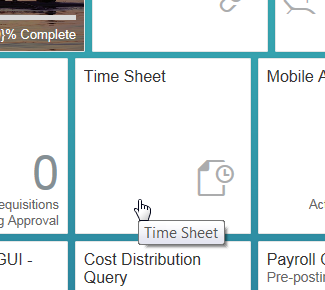 }% Complete
Time Sheet
Mobile A
0
equisitions
g Approval
Act
Time Sheet
GUI -
Cost Distribution
Query
Payroll
Pre-postin